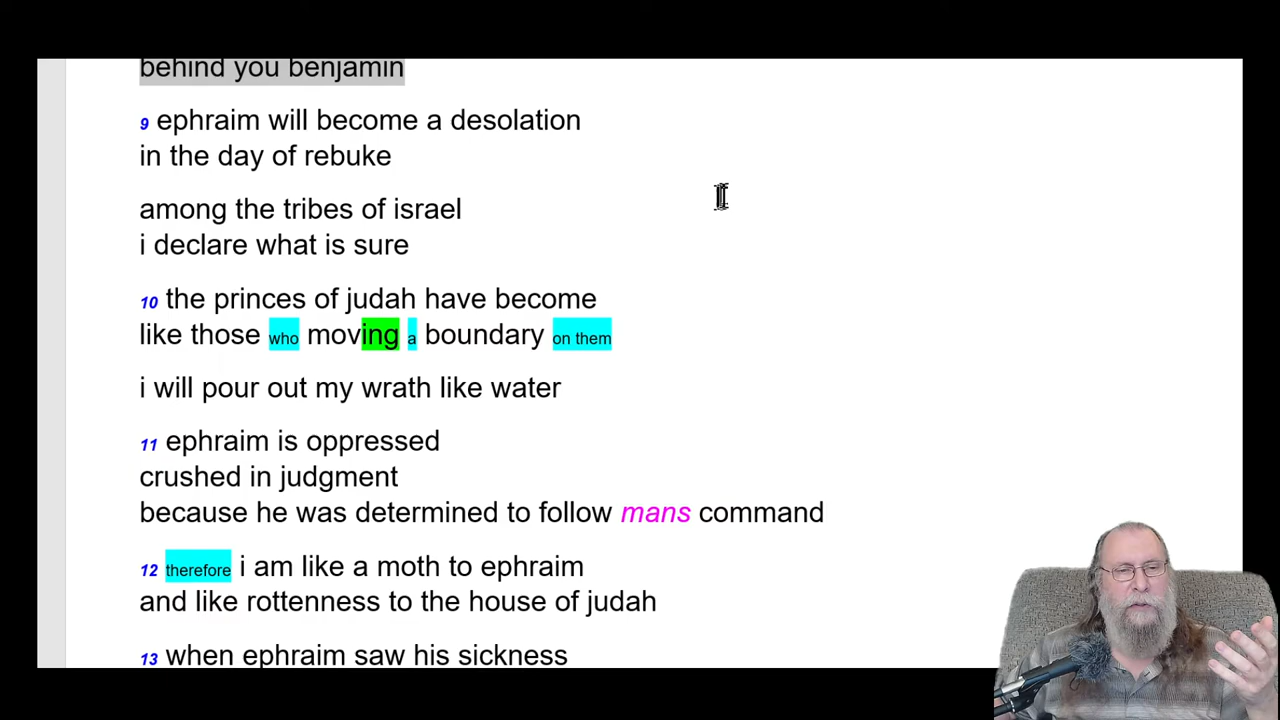 behind you benjamin
9 ephraim will become a desolation
in the day of rebuke
among the tribes of israel
i declare what is sure
10 the princes of judah have become
like those who moving a boundary on them
i will pour out my wrath like water
11 ephraim is oppressed
crushed in judgment
because he was determined to follow mans command
12 therefore i am like a moth to ephraim
and like rottenness to the house of judah
13 when ephraim saw his sickness